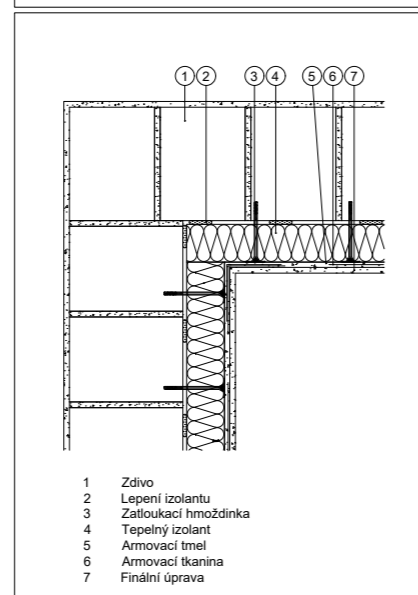 1 2 3 4 5 6 7
1 Zdivo
2 Lepení izolantu
3 Zatloukací hmoždinka
4 Tepelný izolant
5 Armovací tmel
6 Armovací tkanina
7 Finální úprava